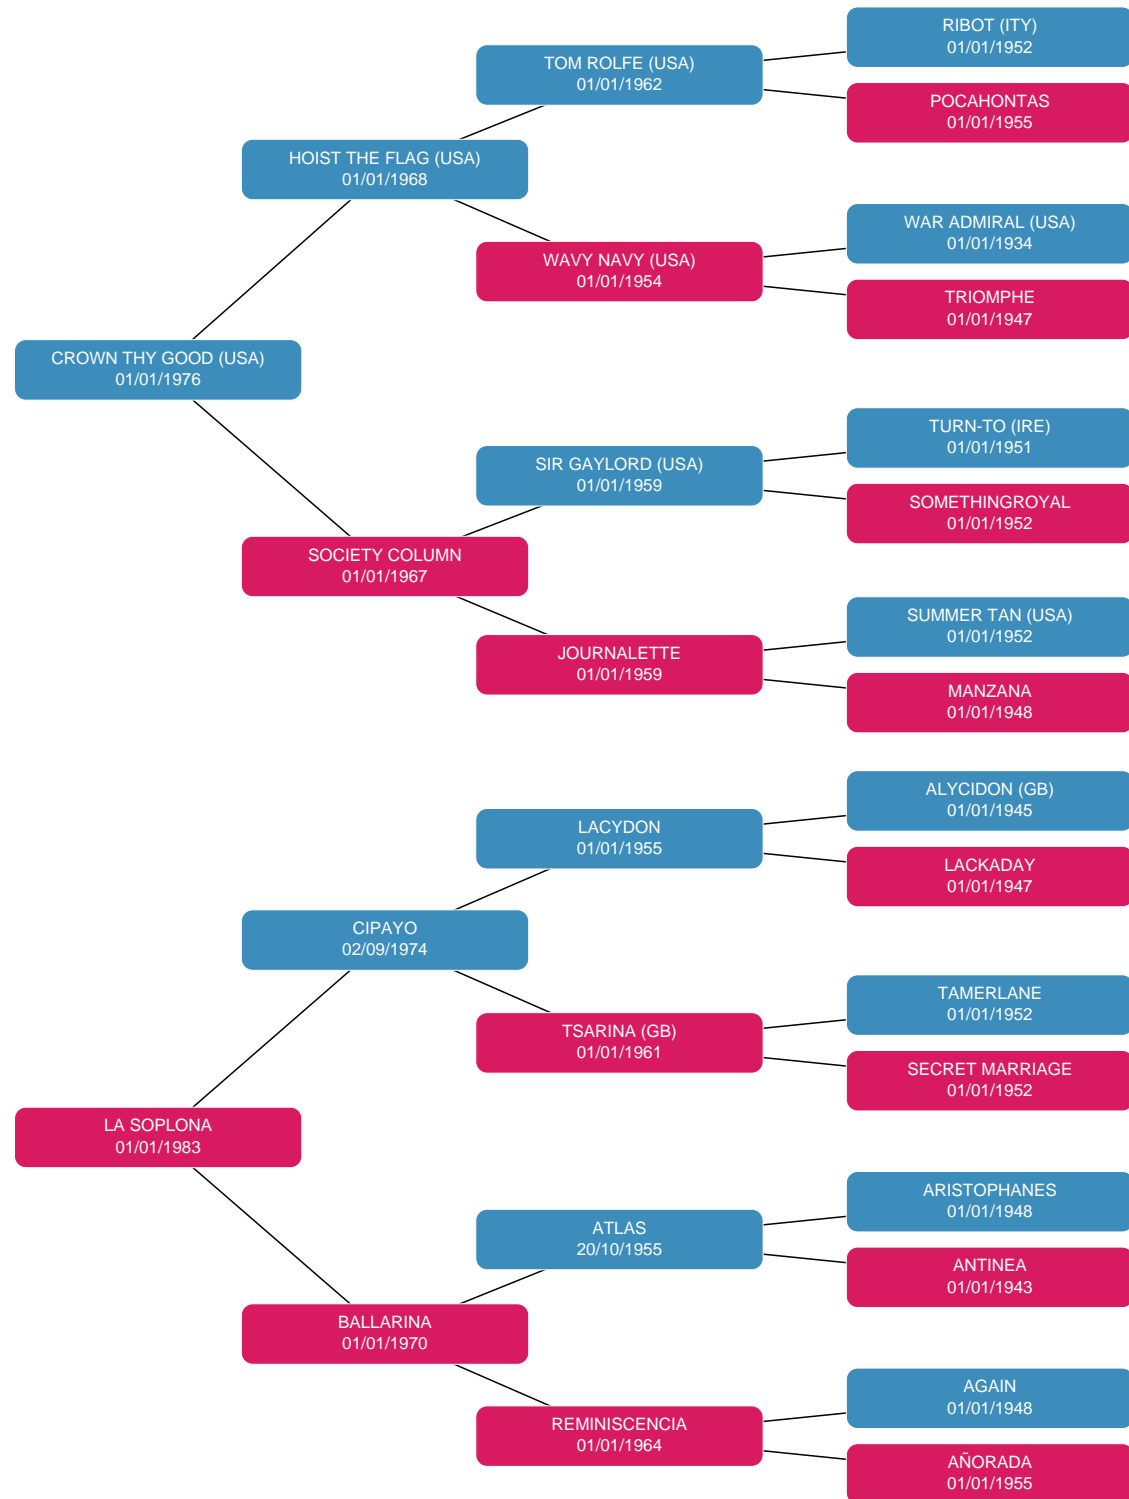 RIBOT (ITY)
01/01/1952
TOM ROLFE (USA)
01/01/1962
POCAHONTAS
01/01/1955
HOIST THE FLAG (USA)
01/01/1968
WAR ADMIRAL (USA)
01/01/1934
WAVY NAVY (USA)
01/01/1954
TRIOMPHE
01/01/1947
CROWN THY GOOD (USA)
01/01/1976
TURN-TO (IRE)
01/01/1951
SIR GAYLORD (USA)
01/01/1959
SOMETHINGROYAL
01/01/1952
SOCIETY COLUMN
01/01/1967
SUMMER TAN (USA)
01/01/1952
JOURNALETTE
01/01/1959
MANZANA
01/01/1948
ALYCIDON (GB)
01/01/1945
LACYDON
01/01/1955
LACKADAY
01/01/1947
CIPAYO
02/09/1974
TAMERLANE
01/01/1952
TSARINA (GB)
01/01/1961
SECRET MARRIAGE
01/01/1952
LA SOPLONA
01/01/1983
ARISTOPHANES
01/01/1948
ATLAS
20/10/1955
ANTINEA
01/01/1943
BALLARINA
01/01/1970
AGAIN
01/01/1948
REMINISCENCIA
01/01/1964
AÑORADA
01/01/1955